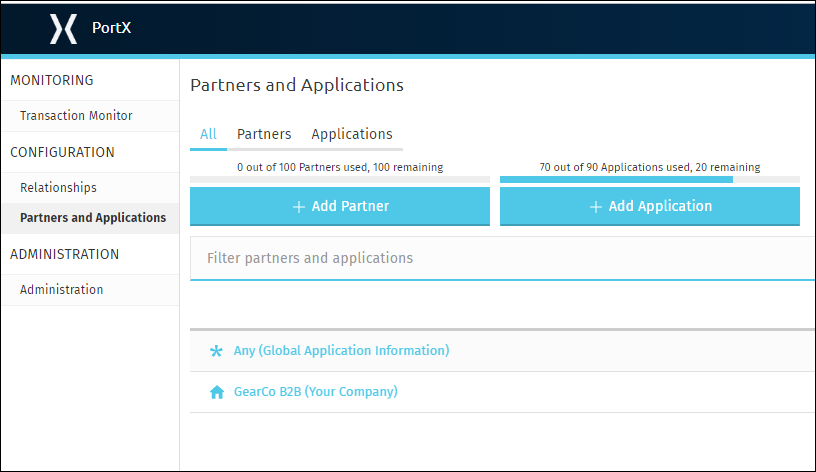 PortX
MONITORING
Transaction Monitor
CONFIGURATION
Relationships
Partners and Applications
ADMINISTRATION
Administration
Partners and Applications
All Partners Applications
0 out of 100 Partners used, 100 remaining
70 out of 90 Applications used, 20 remaining
+ Add Partner
+ Add Application
Filter partners and applications
Any (Global Application Information)
GearCo B2B (Your Company)